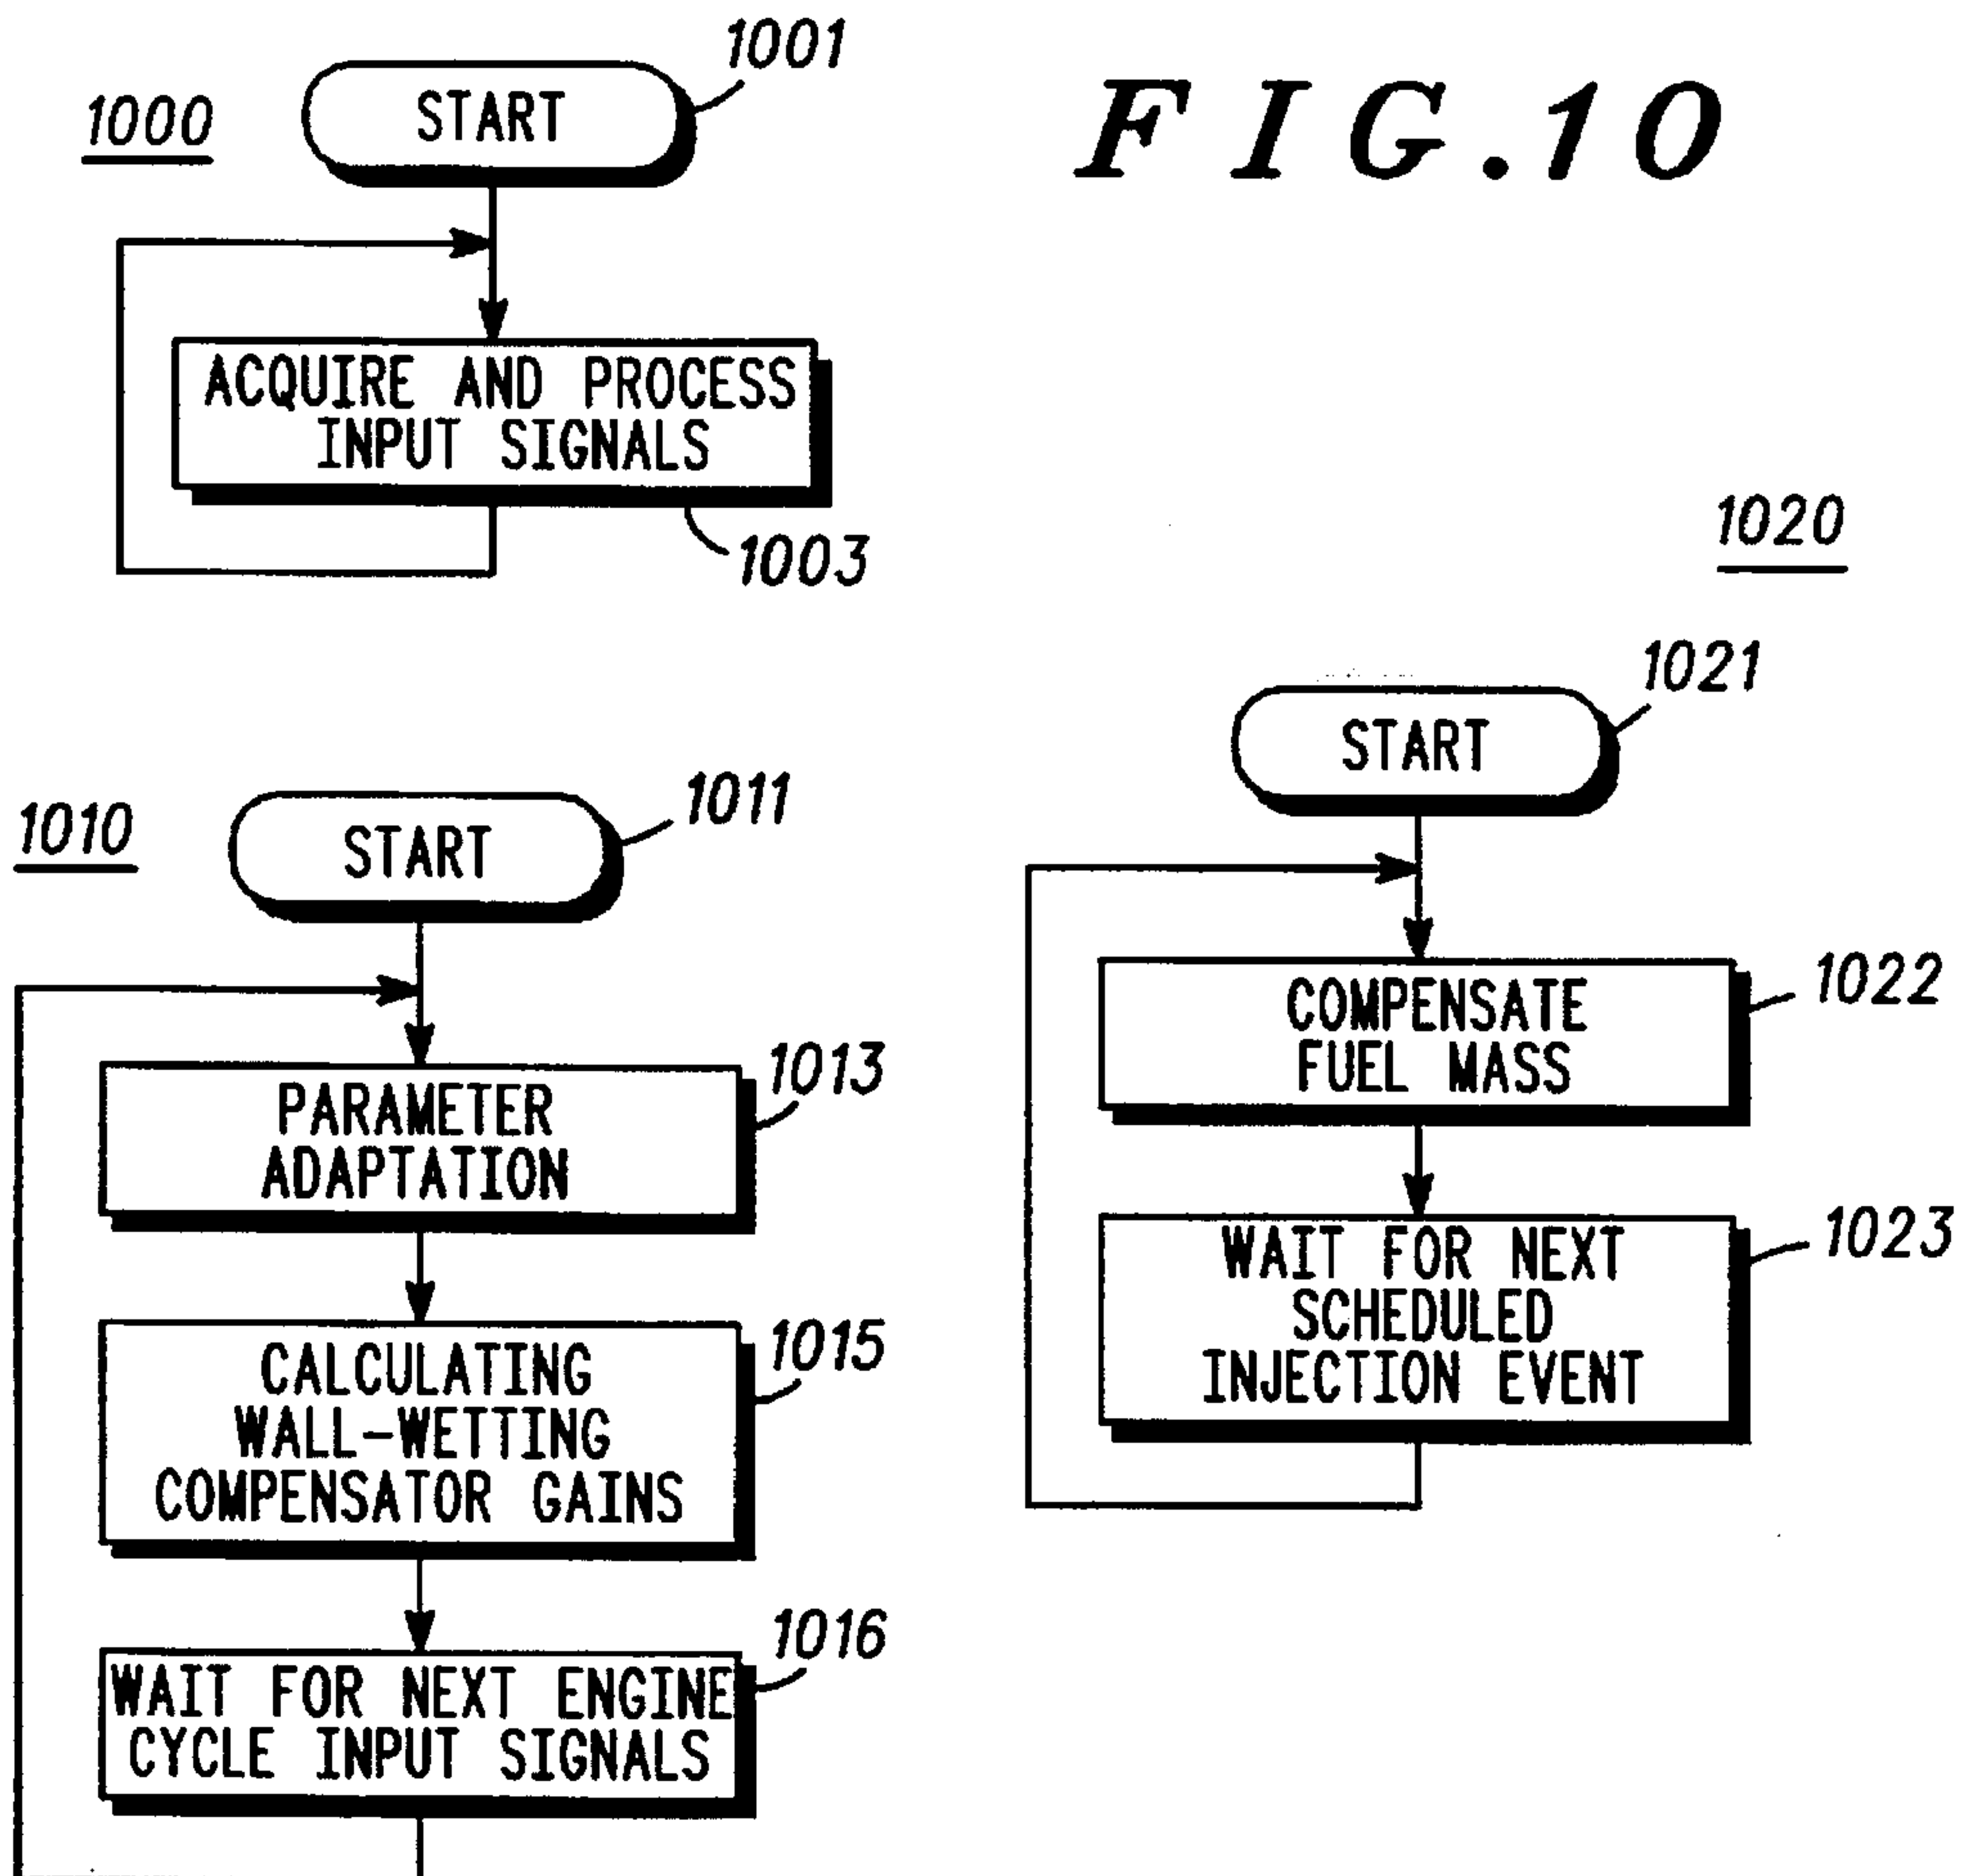 FIG.10
1000
1001
START
ACQUIRE AND PROCESS
INPUT SIGNALS
1003
1010
1011
START
1013
PARAMETER
ADAPTATION
1015
CALCULATING
WALL-WETTING
COMPENSATOR GAINS
1016
WAIT FOR NEXT ENGINE
CYCLE INPUT SIGNALS
1020
1021
START
1022
COMPENSATE
FUEL MASS
1023
WAIT FOR NEXT
SCHEDULED
INJECTION EVENT